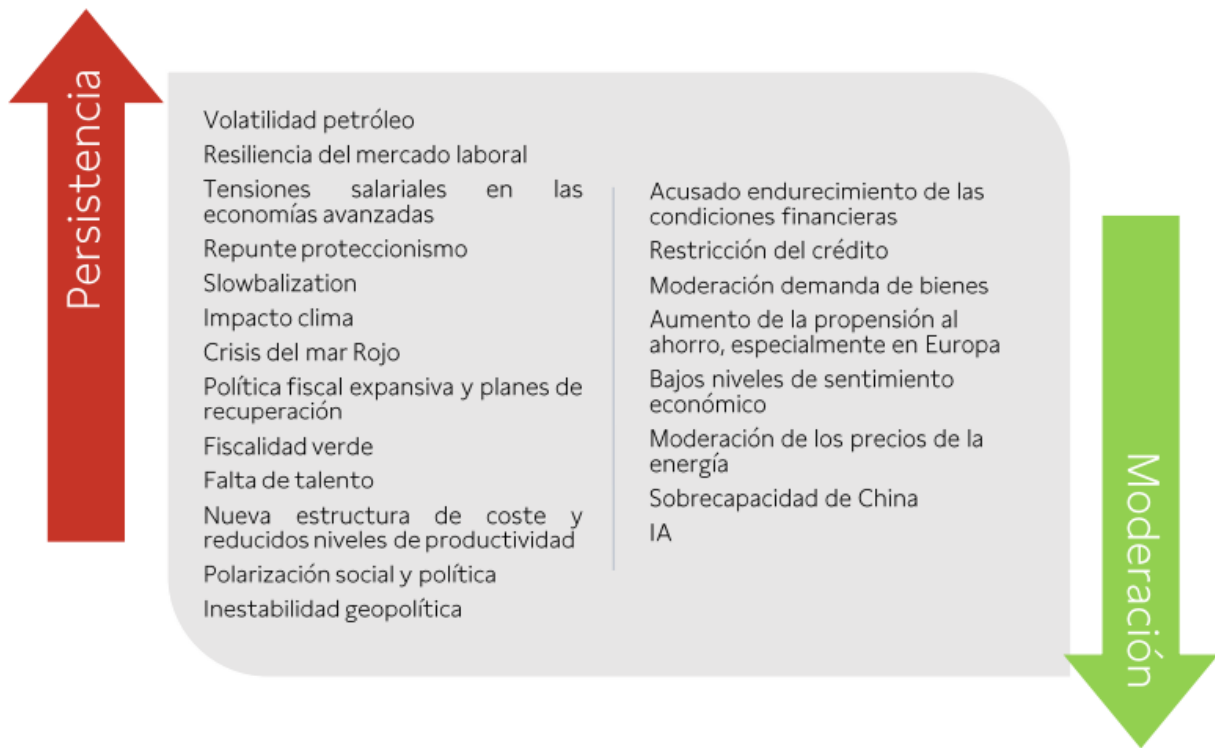 Persistencia
Volatilidad petróleo
Resiliencia del mercado laboral
Tensiones salariales en las
economías avanzadas
Repunte proteccionismo
Slowbalization
Impacto clima
Crisis del mar Rojo
Política fiscal expansiva y planes de
recuperación
Fiscalidad verde
Falta de talento
Nueva estructura de coste y
reducidos niveles de productividad
Polarización social y política
Inestabilidad geopolítica
Acusado endurecimiento de las
condiciones financieras
Restricción del crédito
Moderación demanda de bienes
Aumento de la propensión al
ahorro, especialmente en Europa
Bajos niveles de sentimiento
económico
Moderación de los precios de la
energía
Sobrecapacidad de China
IA
Moderación